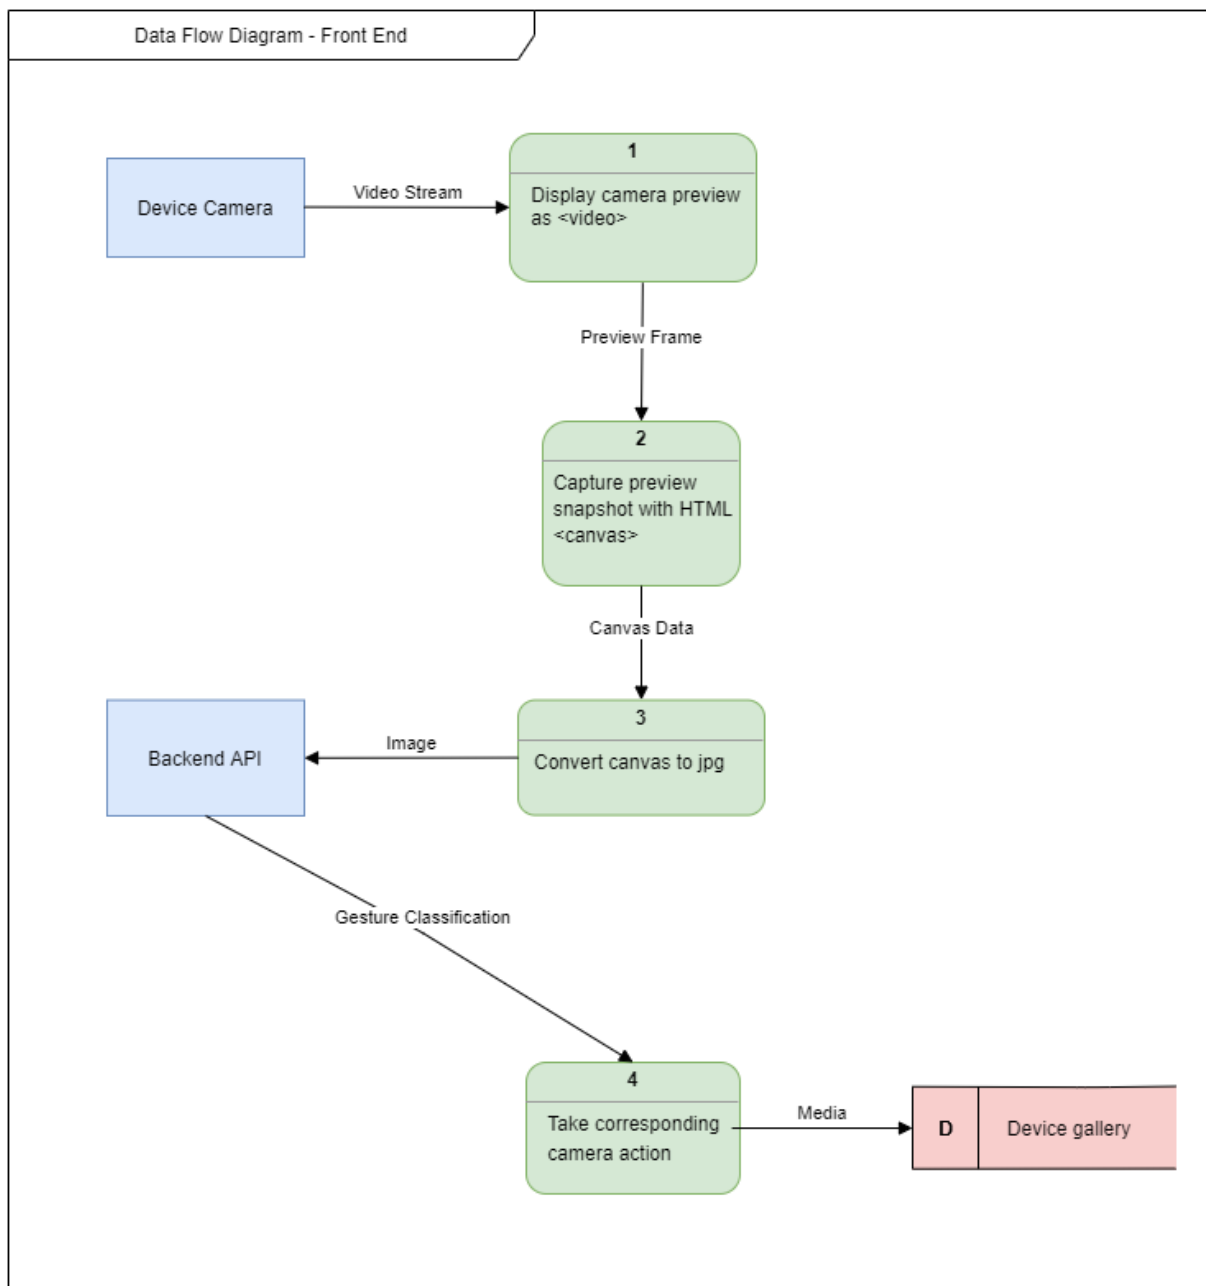 Data Flow Diagram - Front End
Device Camera
Video Stream
1
Display camera preview
as <video>
Preview Frame
2
Capture preview
snapshot with HTML
<canvas>
Canvas Data
3
Convert canvas to jpg
Image
Backend API
Gesture Classification
4
Take corresponding
camera action
Media
D
Device gallery